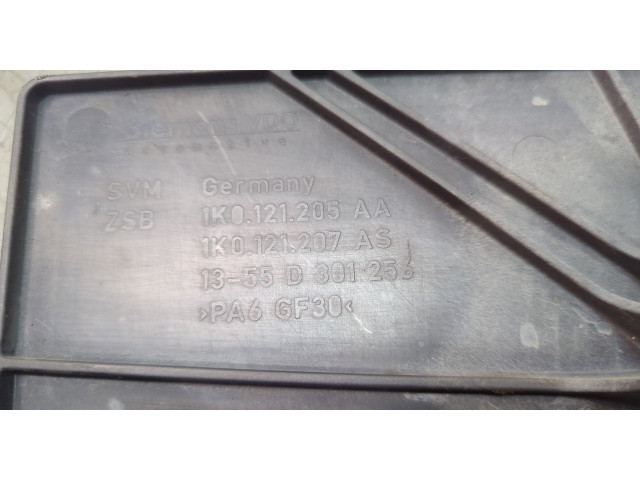 Siemens VDO
Automotive
SVM Germany
ZSB 1K0.121.205 AA
1K0.121.207 AS
13-55 D 301 256
>PA6 GF30<